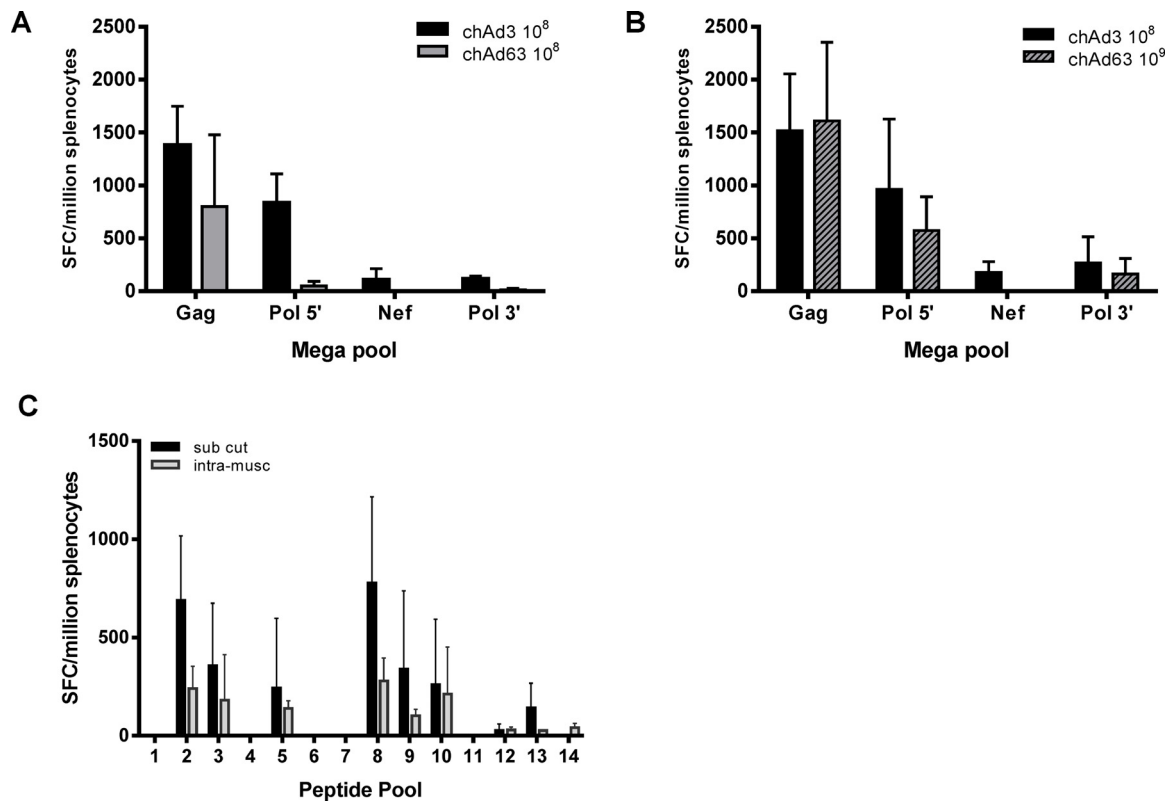 A
SFC/million splenocytes
2500
2000
1500
1000
500
0
chAd3 10⁸
chAd63 10⁸
Gag Pol 5' Nef Pol 3'
Mega pool
B
SFC/million splenocytes
2500
2000
1500
1000
500
0
chAd3 10⁸
chAd63 10⁹
Gag Pol 5' Nef Pol 3'
Mega pool
C
SFC/million splenocytes
1500
1000
500
0
sub cut
intra-musc
1 2 3 4 5 6 7 8 9 10 11 12 13 14
Peptide Pool